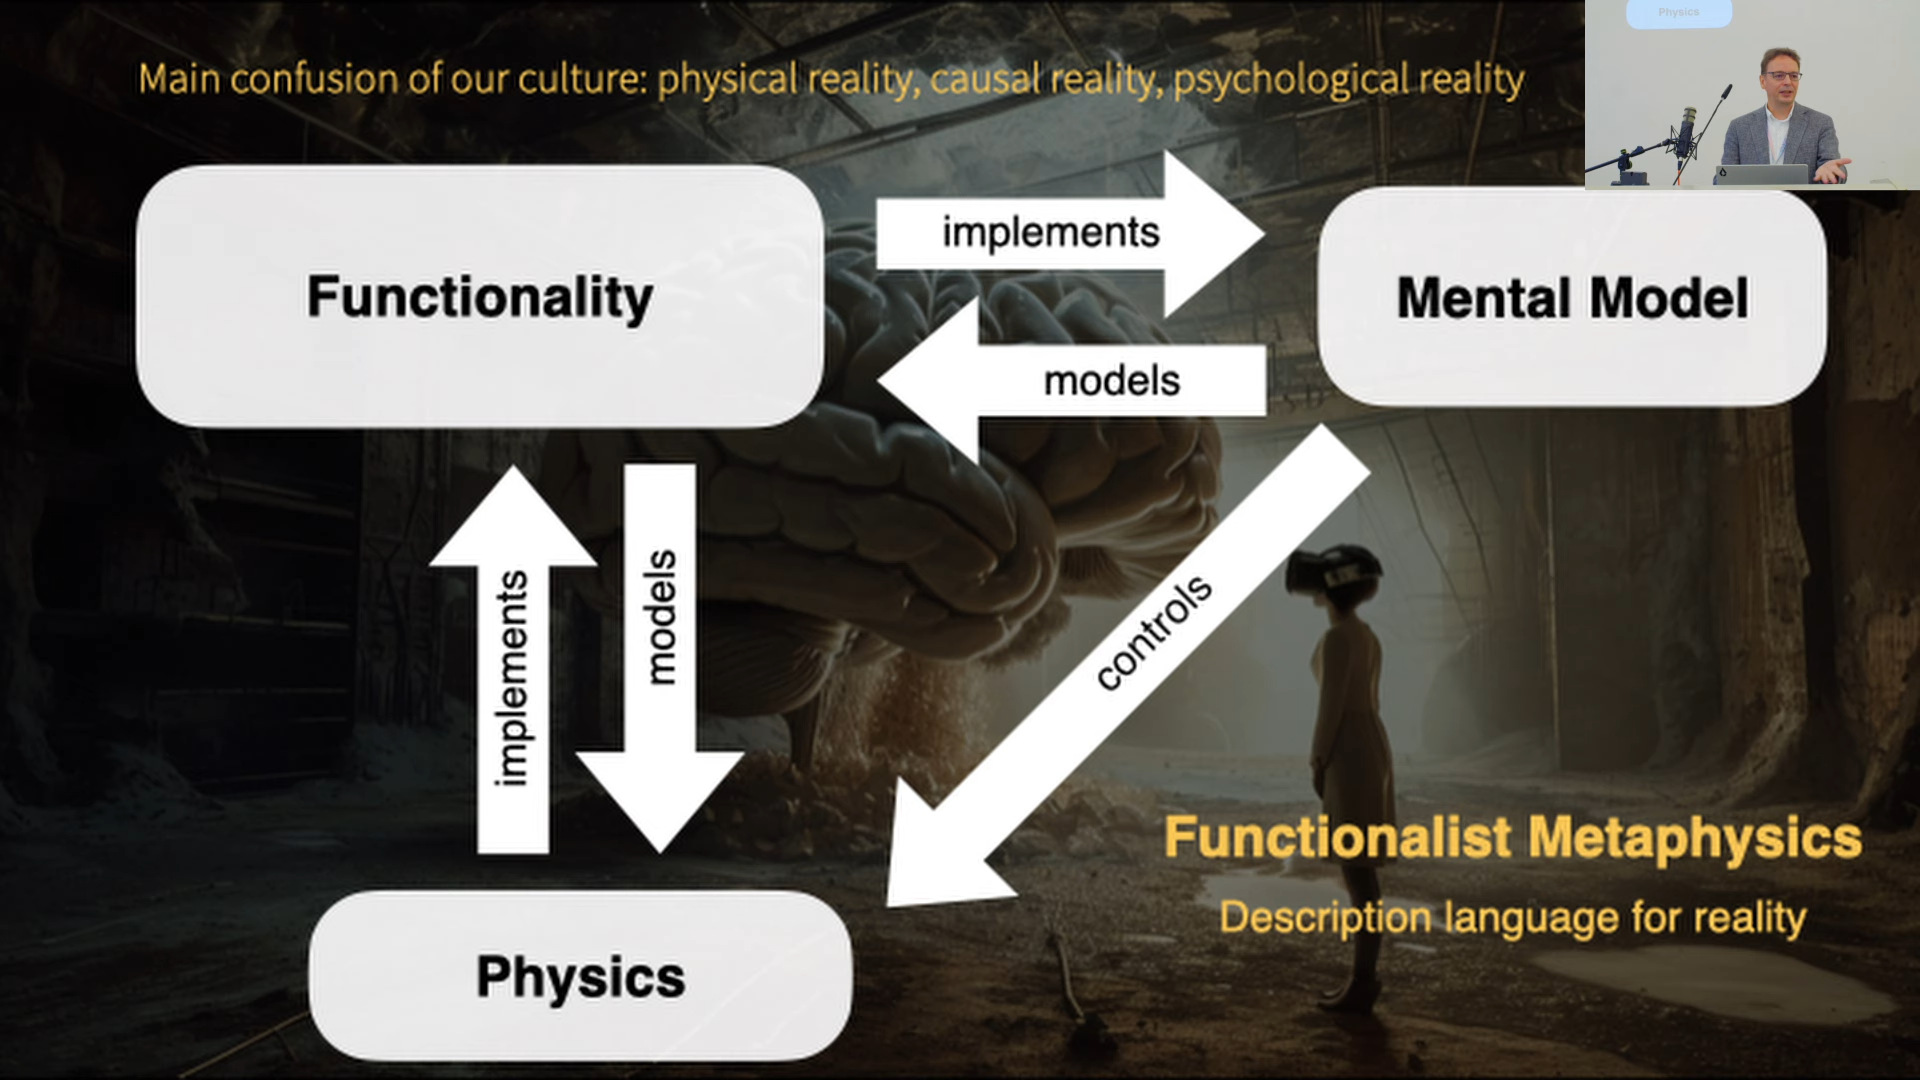 Main confusion of our culture: physical reality, causal reality, psychological reality
Physics
Functionality
implements
Mental Model
models
implements
models
controls
Functionalist Metaphysics
Description language for reality
Physics